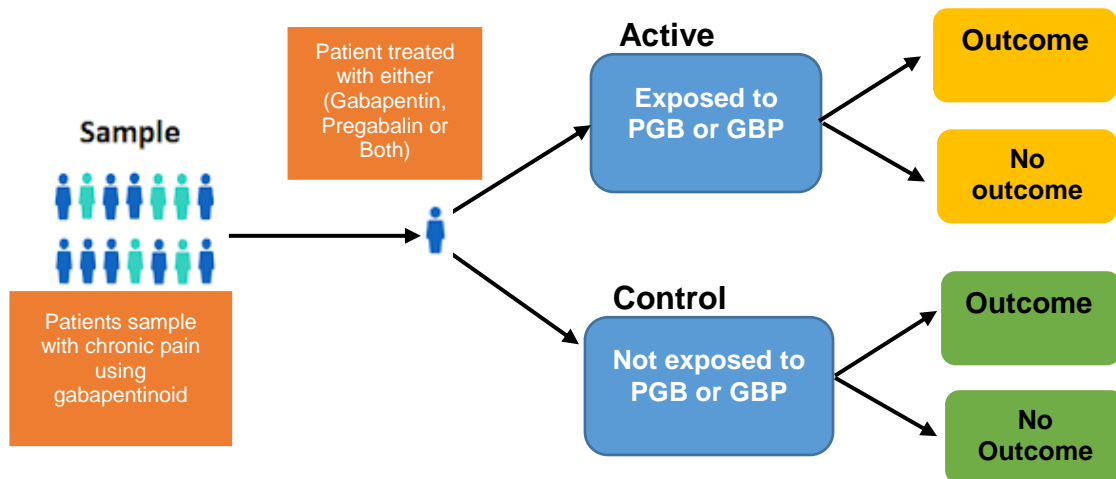 Sample
Patients sample
with chronic pain
using
gabapentinoid
Patient treated
with either
(Gabapentin,
Pregabalin or
Both)
Active
Exposed to
PGB or GBP
Outcome
No
outcome
Control
Not exposed to
PGB or GBP
Outcome
No
Outcome